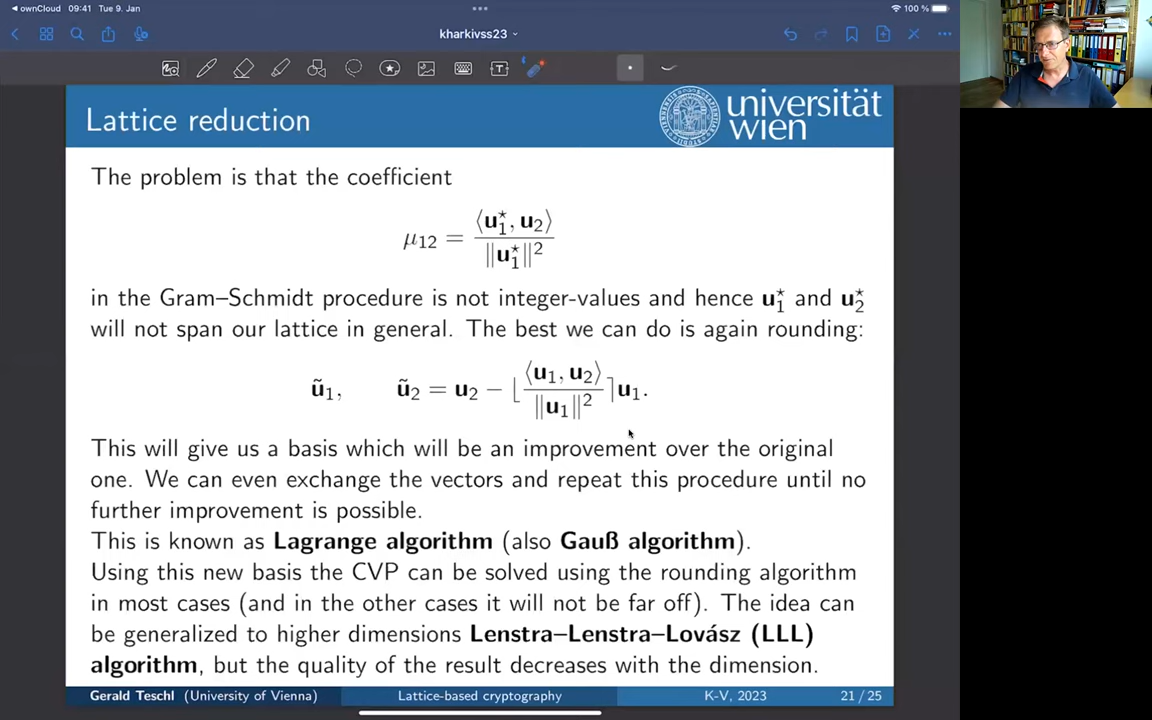 ownCloud 09:41 Tue 9. Jan 100 %
kharkivss23
Lattice reduction
universität
wien
The problem is that the coefficient
μ₁₂ = ⟨u₁⋆, u₂⟩ / ‖u₁⋆‖²
in the Gram–Schmidt procedure is not integer-values and hence u₁⋆ and u₂⋆
will not span our lattice in general. The best we can do is again rounding:
ũ₁, ũ₂ = u₂ − ⌊⟨u₁, u₂⟩ / ‖u₁‖²⌉u₁.
This will give us a basis which will be an improvement over the original
one. We can even exchange the vectors and repeat this procedure until no
further improvement is possible.
This is known as Lagrange algorithm (also Gauß algorithm).
Using this new basis the CVP can be solved using the rounding algorithm
in most cases (and in the other cases it will not be far off). The idea can
be generalized to higher dimensions Lenstra–Lenstra–Lovász (LLL)
algorithm, but the quality of the result decreases with the dimension.
Gerald Teschl (University of Vienna) Lattice-based cryptography K-V, 2023 21 / 25